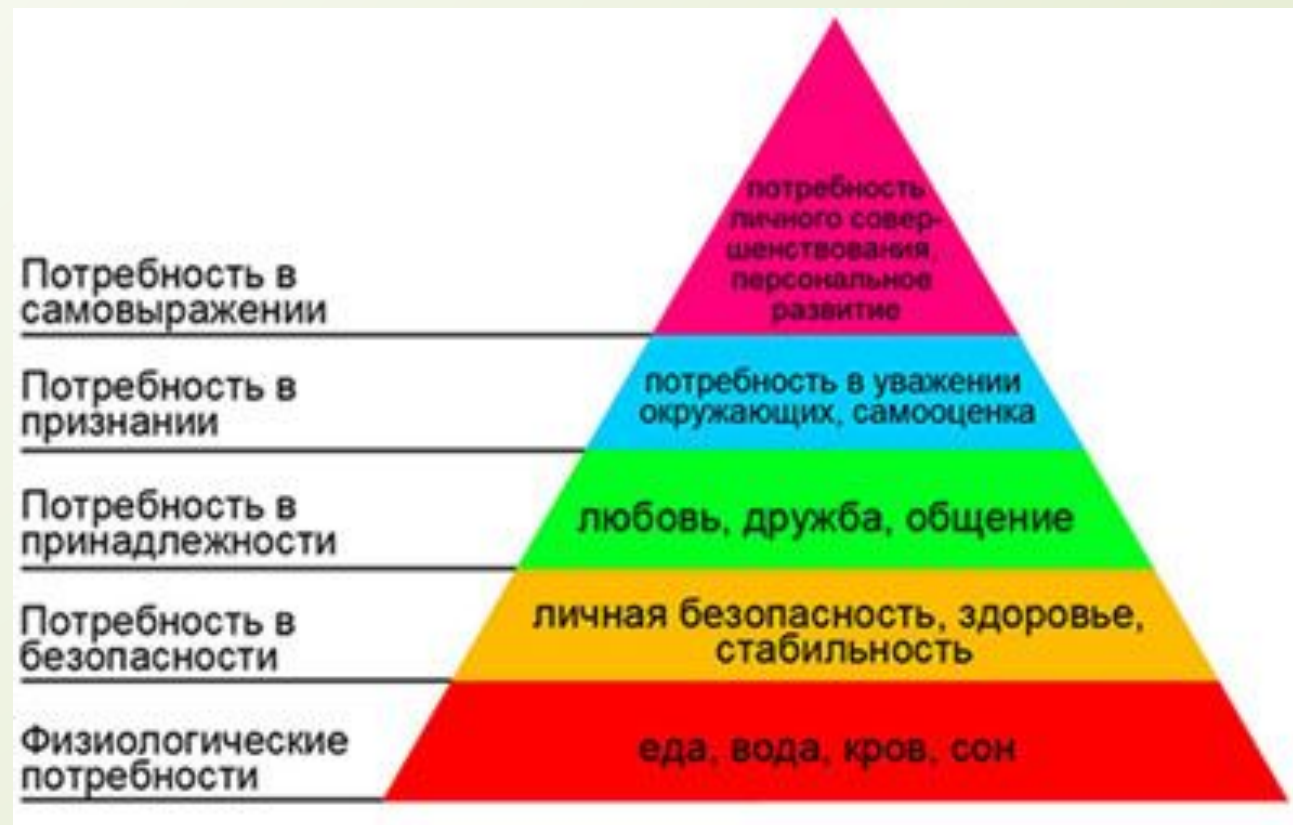 потребность
личного совер-
шенствования,
персональное
развитие
Потребность в
самовыражении
потребность в уважении
окружающих, самооценка
Потребность в
признании
любовь, дружба, общение
Потребность в
принадлежности
личная безопасность, здоровье,
стабильность
Потребность в
безопасности
еда, вода, кров, сон
Физиологические
потребности